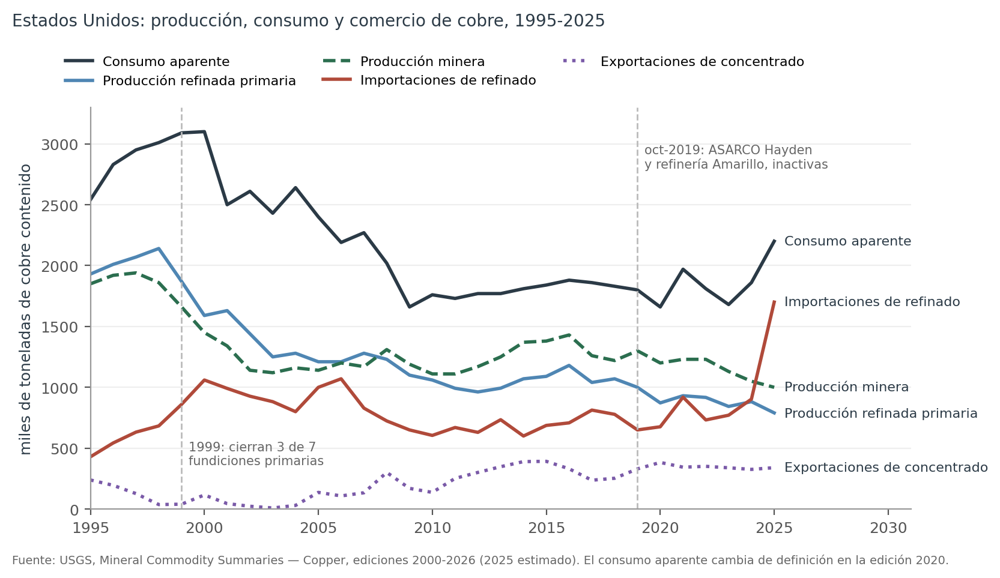 Estados Unidos: producción, consumo y comercio de cobre, 1995-2025
Consumo aparente
Producción refinada primaria
Producción minera
Importaciones de refinado
Exportaciones de concentrado
miles de toneladas de cobre contenido
3000
2500
2000
1500
1000
500
0
oct-2019: ASARCO Hayden
y refinería Amarillo, inactivas
1999: cierran 3 de 7
fundiciones primarias
Consumo aparente
Importaciones de refinado
Producción minera
Producción refinada primaria
Exportaciones de concentrado
1995
2000
2005
2010
2015
2020
2025
2030
Fuente: USGS, Mineral Commodity Summaries — Copper, ediciones 2000-2026 (2025 estimado). El consumo aparente cambia de definición en la edición 2020.